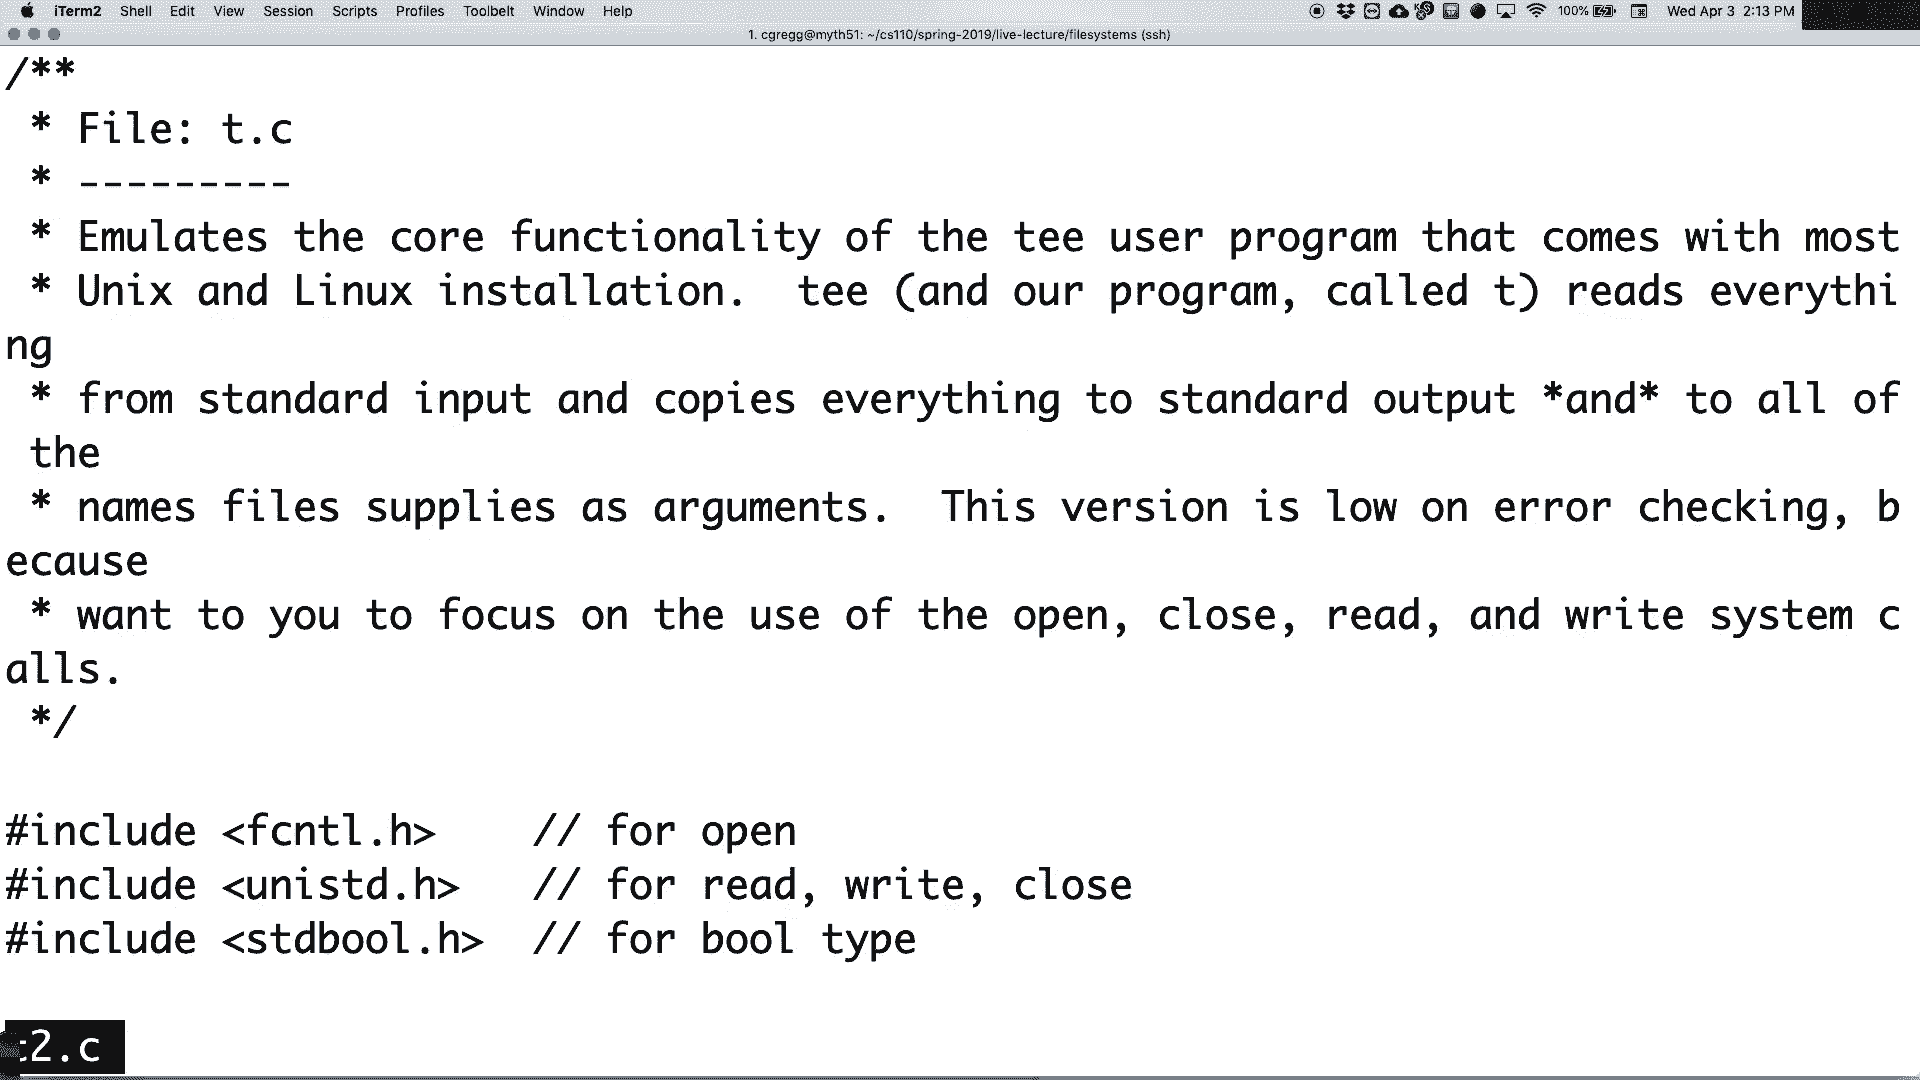 iTerm2 Shell Edit View Session Scripts Profiles Toolbelt Window Help 100% Wed Apr 3 2:13 PM
1. cgregg@myth51: ~/cs110/spring-2019/live-lecture/filesystems (ssh)
/**
 * File: t.c
 * ---------
 * Emulates the core functionality of the tee user program that comes with most
 * Unix and Linux installation.  tee (and our program, called t) reads everythi
ng
 * from standard input and copies everything to standard output *and* to all of
 the
 * names files supplies as arguments.  This version is low on error checking, b
ecause
 * want to you to focus on the use of the open, close, read, and write system c
alls.
 */
#include <fcntl.h>    // for open
#include <unistd.h>   // for read, write, close
#include <stdbool.h>  // for bool type
t2.c